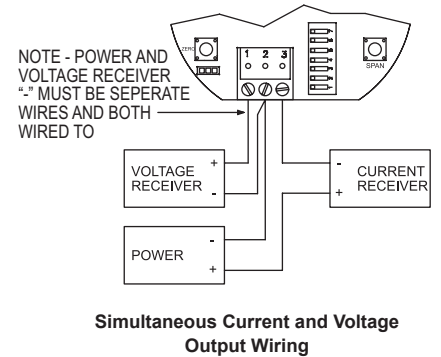 ZERO
1 2 3
SPAN
NOTE - POWER AND
VOLTAGE RECEIVER
“-” MUST BE SEPERATE
WIRES AND BOTH
WIRED TO
VOLTAGE
RECEIVER
+
-
-
+
CURRENT
RECEIVER
POWER
-
+
Simultaneous Current and Voltage
Output Wiring